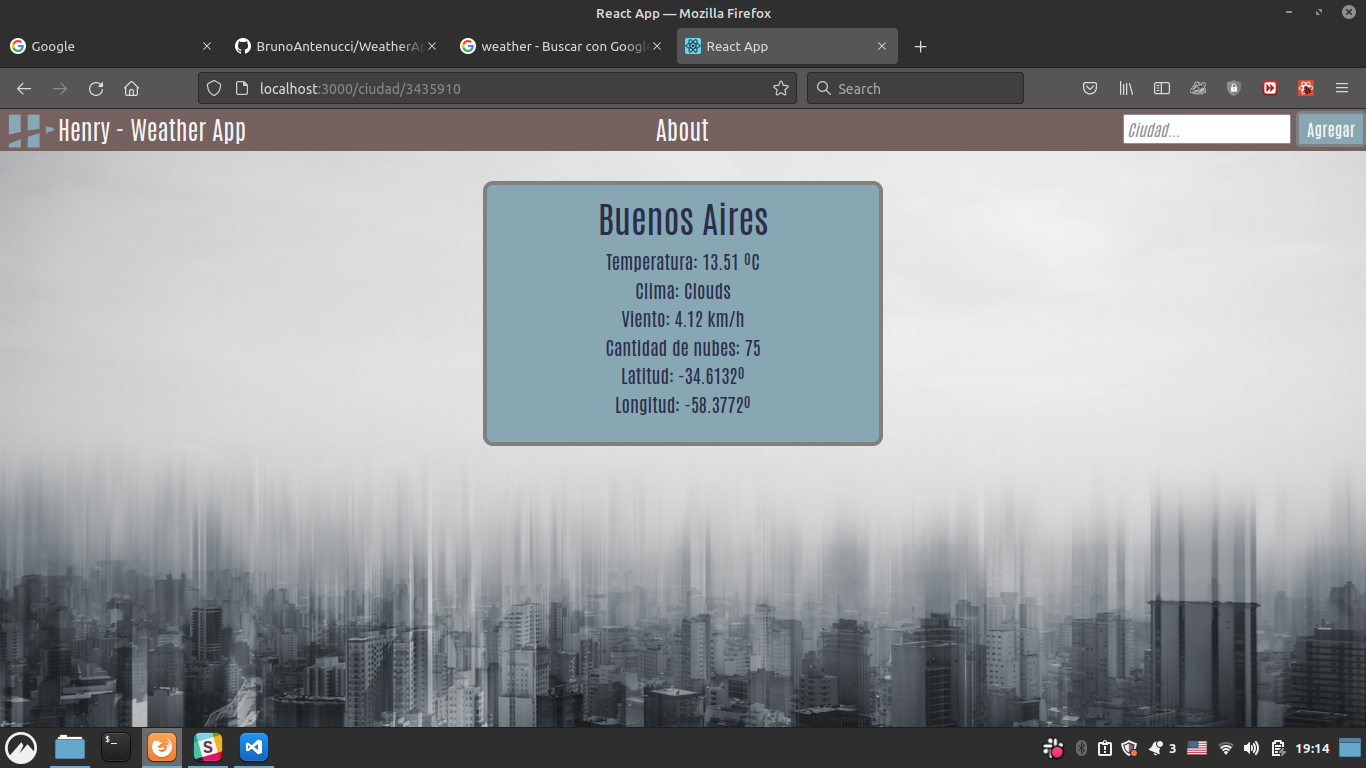 React App — Mozilla Firefox
Google
BrunoAntenucci/WeatherAp
weather - Buscar con Google
React App
localhost:3000/ciudad/3435910
Search
Henry - Weather App
About
Ciudad...
Agregar
Buenos Aires
Temperatura: 13.51 ºC
Clima: Clouds
Viento: 4.12 km/h
Cantidad de nubes: 75
Latitud: -34.6132º
Longitud: -58.3772º
3
19:14